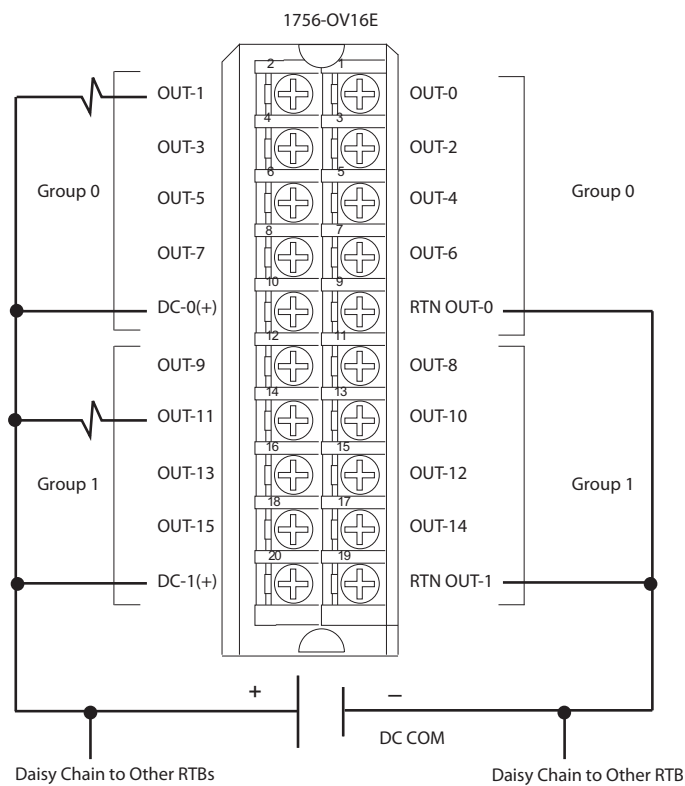 1756-OV16E
2 1
OUT-1 OUT-0
4 3
OUT-3 OUT-2
6 5
Group 0 Group 0
OUT-5 OUT-4
8 7
OUT-7 OUT-6
10 9
DC-0(+) RTN OUT-0
12 11
OUT-9 OUT-8
14 13
OUT-11 OUT-10
16 15
OUT-13 OUT-12
Group 1 Group 1
18 17
OUT-15 OUT-14
20 19
DC-1(+) RTN OUT-1
+ –
DC COM
Daisy Chain to Other RTBs Daisy Chain to Other RTB